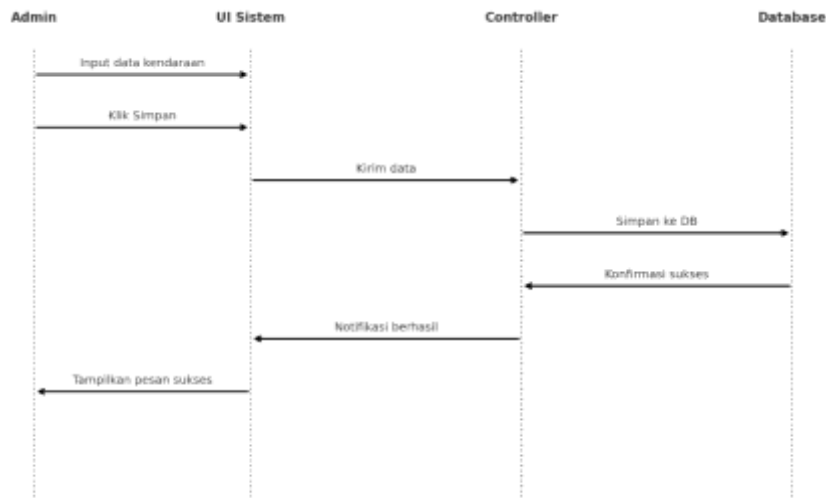 Admin UI Sistem Controller Database
Input data kendaraan
Klik Simpan
Kirim data
Simpan ke DB
Konfirmasi sukses
Notifikasi berhasil
Tampilkan pesan sukses